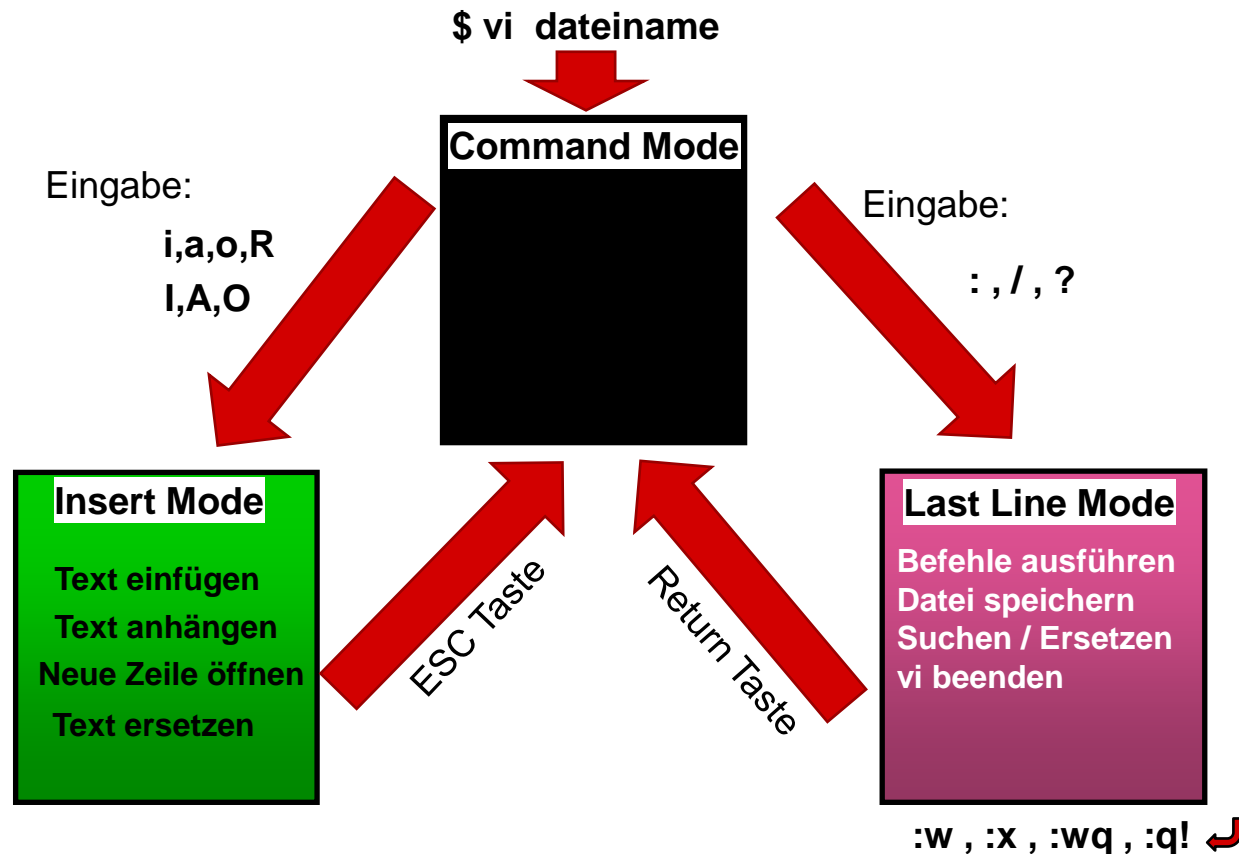 $ vi dateiname
Command Mode
Eingabe:
i,a,o,R
I,A,O
Eingabe:
: , / , ?
Insert Mode
Text einfügen
Text anhängen
Neue Zeile öffnen
Text ersetzen
ESC Taste
Return Taste
Last Line Mode
Befehle ausführen
Datei speichern
Suchen / Ersetzen
vi beenden
:w , :x , :wq , :q!